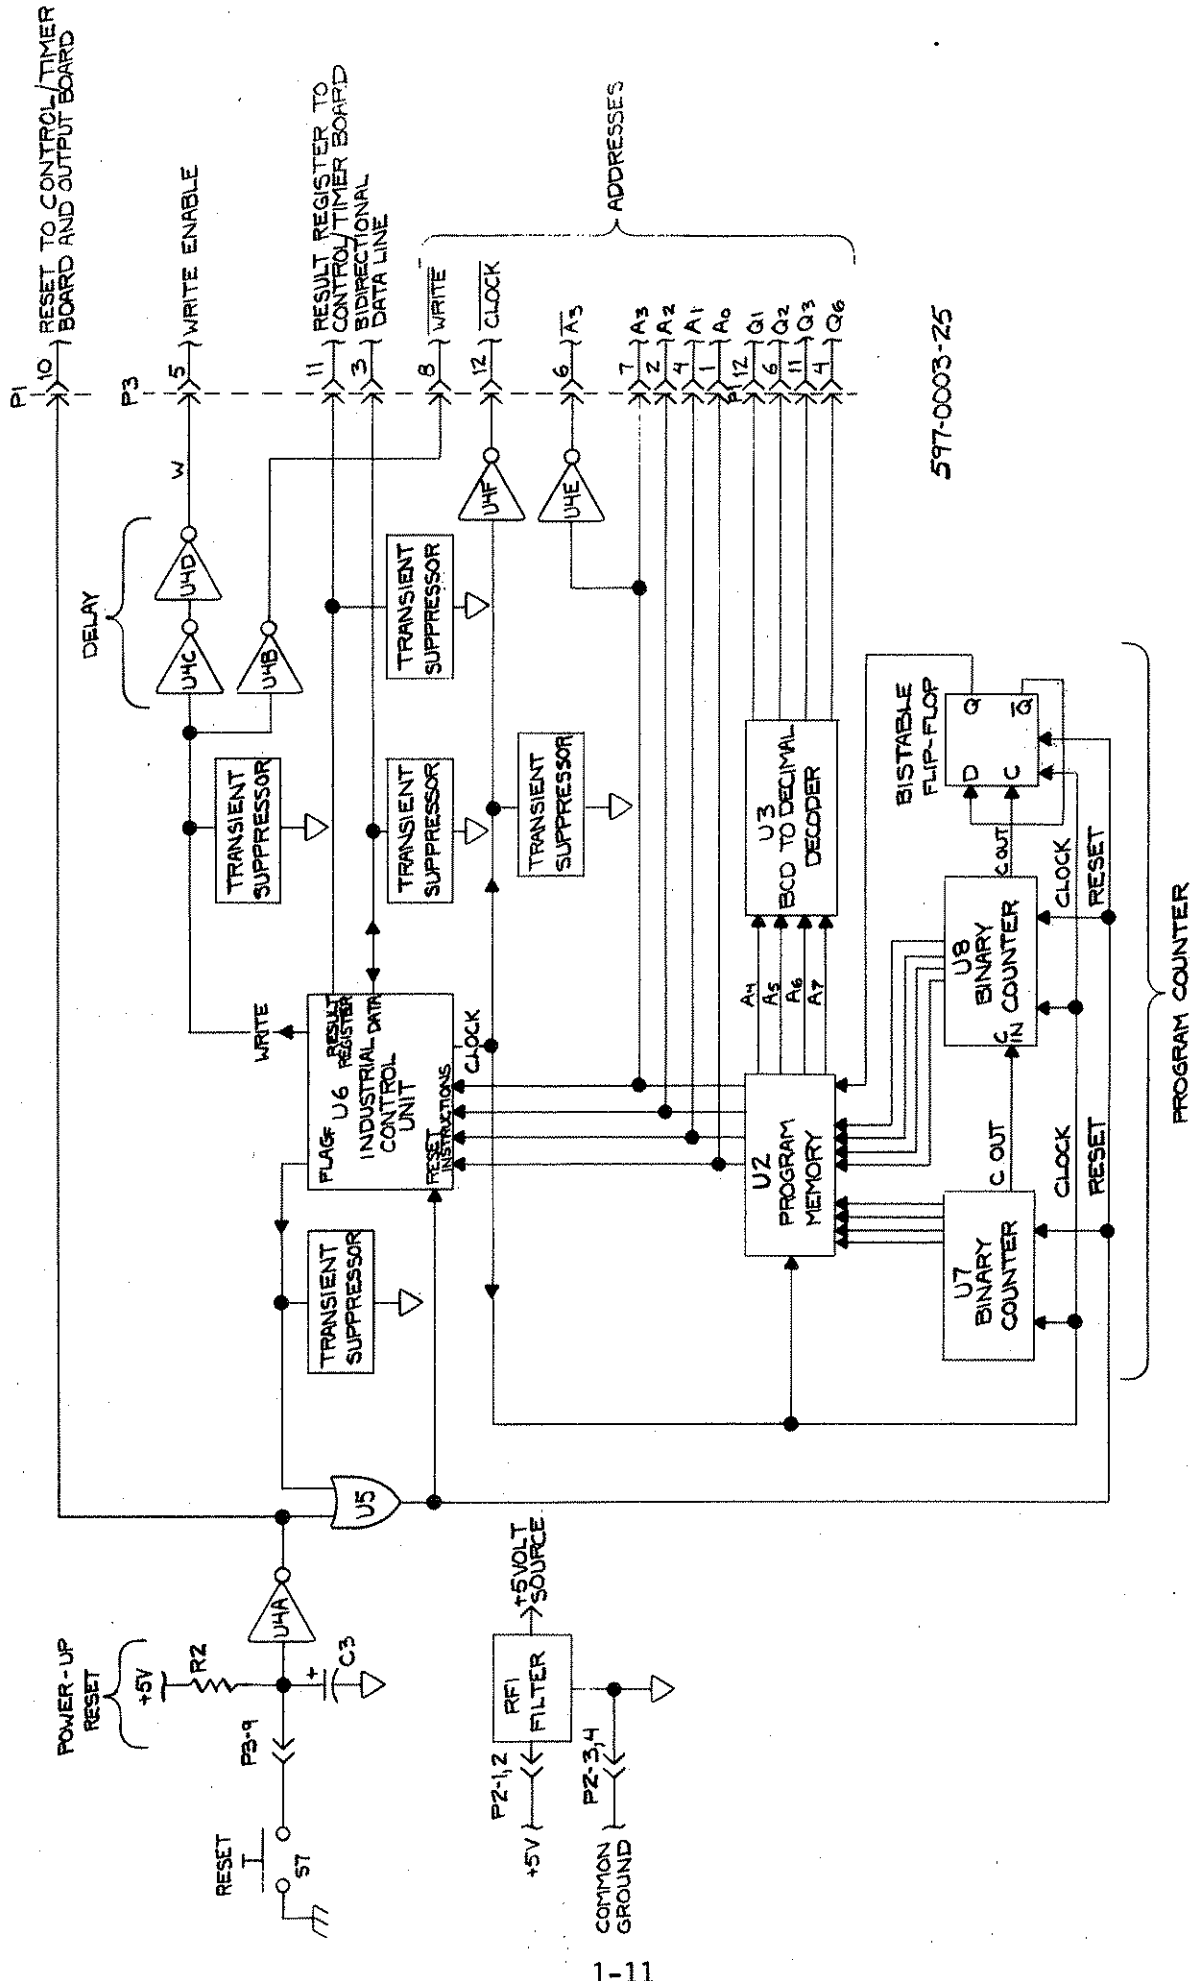 P1
10
RESET TO CONTROL/TIMER
BOARD AND OUTPUT BOARD
P3
5
WRITE ENABLE
W
DELAY
U4C
U4D
U4B
11
RESULT REGISTER TO
CONTROL/TIMER BOARD
3
BIDIRECTIONAL
DATA LINE
8
WRITE
12
CLOCK
6
A3
7
A3
2
A2
4
A1
1
A0
P1
12
Q1
6
Q2
11
Q3
4
Q6
ADDRESSES
U4F
U4E
TRANSIENT
SUPPRESSOR
TRANSIENT
SUPPRESSOR
TRANSIENT
SUPPRESSOR
TRANSIENT
SUPPRESSOR
TRANSIENT
SUPPRESSOR
WRITE
FLAGF
U6
RESULT
REGISTER
INDUSTRIAL
CONTROL
UNIT
DATA
RESET
INSTRUCTIONS
CLOCK
POWER-UP
RESET
+5V
R2
C3
+
P3-9
RESET
S7
U4A
U5
P2-1,2
+5V
RFI
FILTER
+5VOLT
SOURCE
P2-3,4
COMMON
GROUND
U2
PROGRAM
MEMORY
A4
A5
A6
A7
U3
BCD TO DECIMAL
DECODER
BISTABLE
FLIP-FLOP
D
Q
C
Q
U7
BINARY
COUNTER
C OUT
CLOCK
RESET
U8
BINARY
COUNTER
C
IN
C OUT
CLOCK
RESET
PROGRAM COUNTER
597-0003-25
1-11